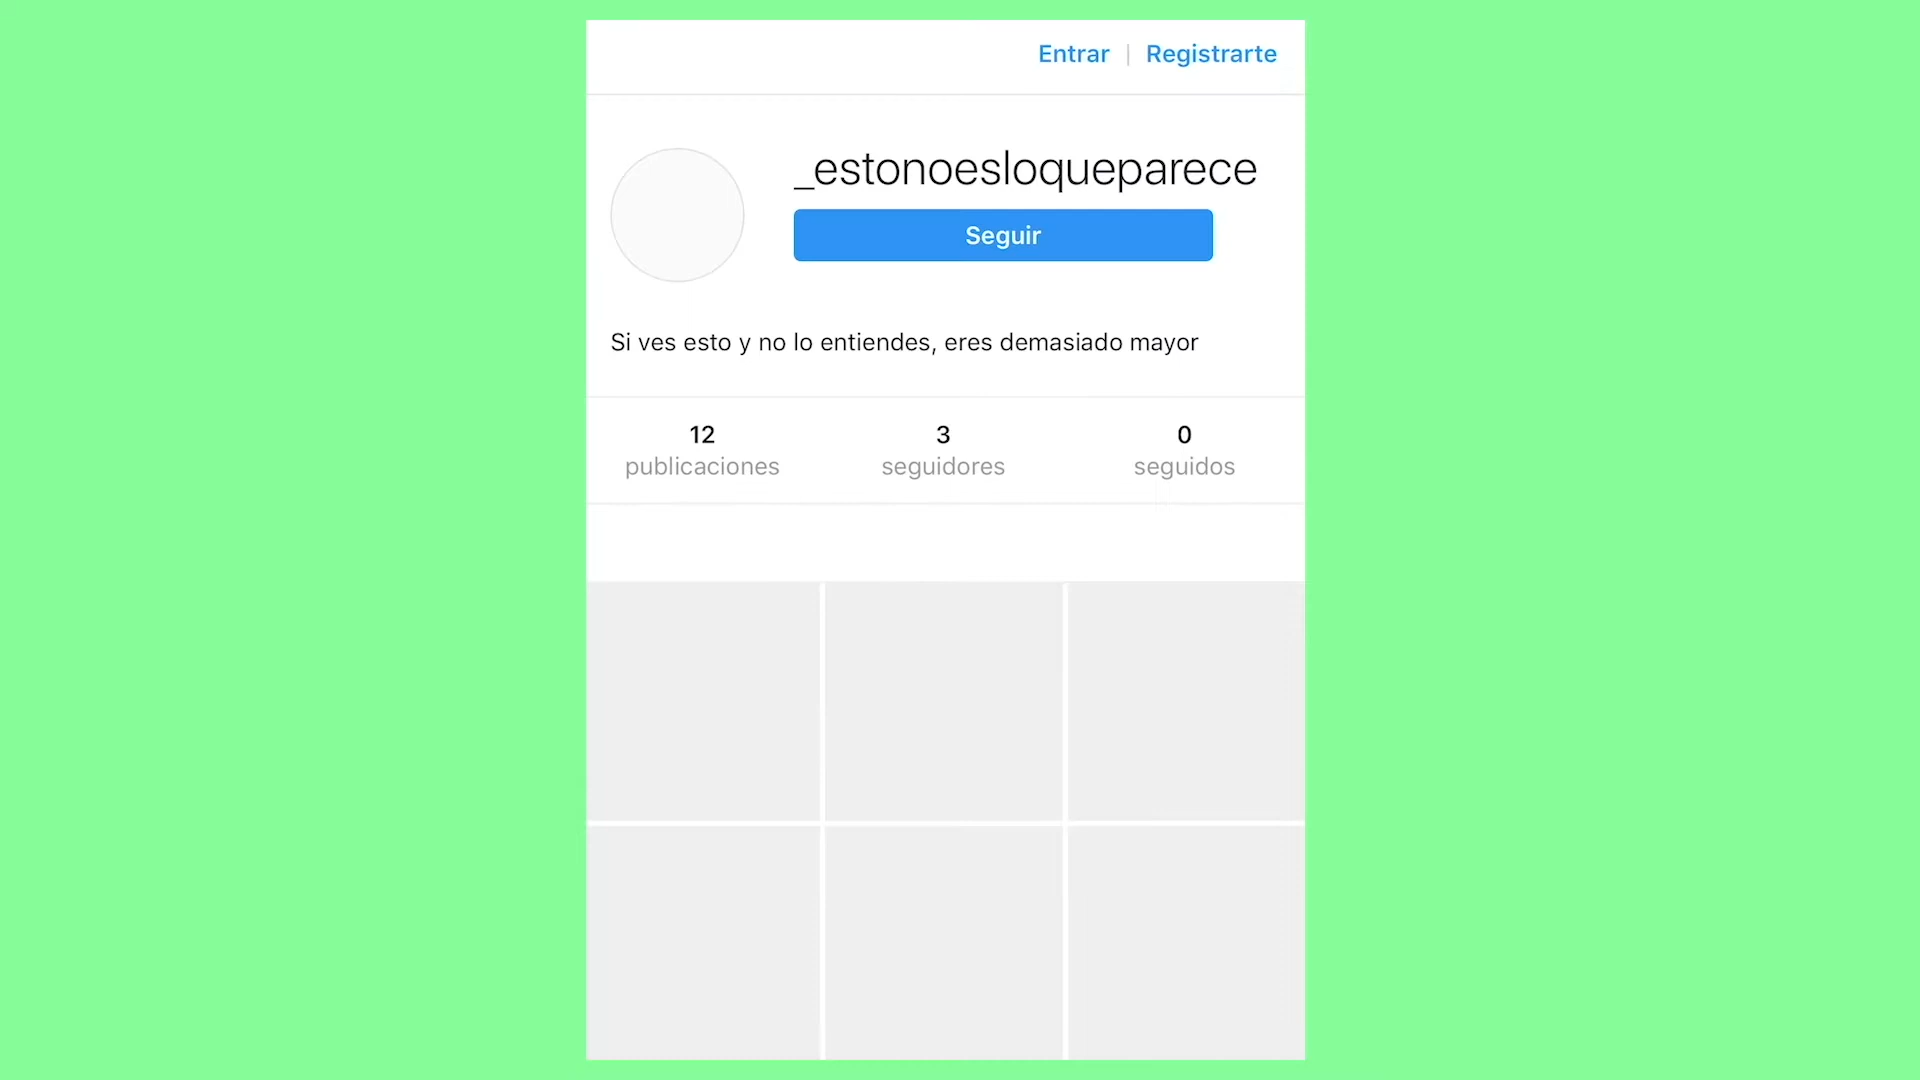 Entrar | Registrarte
_estonoesloqueparece
Seguir
Si ves esto y no lo entiendes, eres demasiado mayor
12 3 0
publicaciones seguidores seguidos